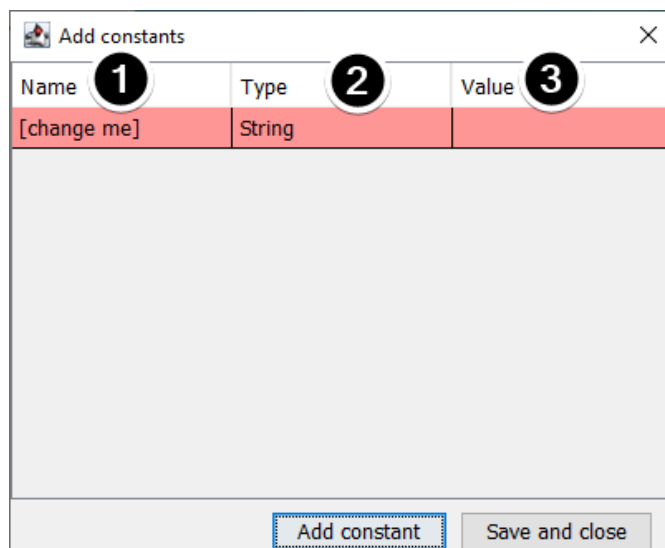 Add constants
Name 1 Type 2 Value 3
[change me] String
Add constant Save and close